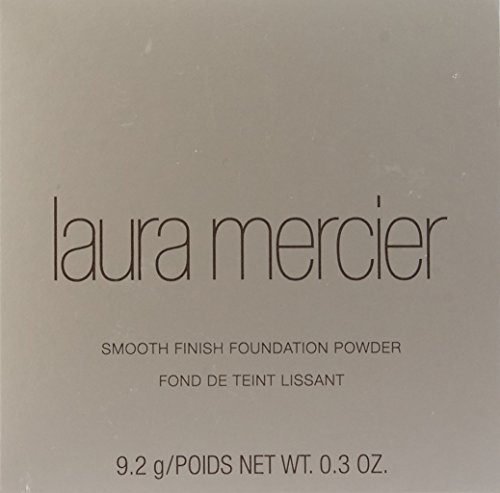 laura mercier
SMOOTH FINISH FOUNDATION POWDER
FOND DE TEINT LISSANT
9.2 g/POIDS NET WT. 0.3 OZ.